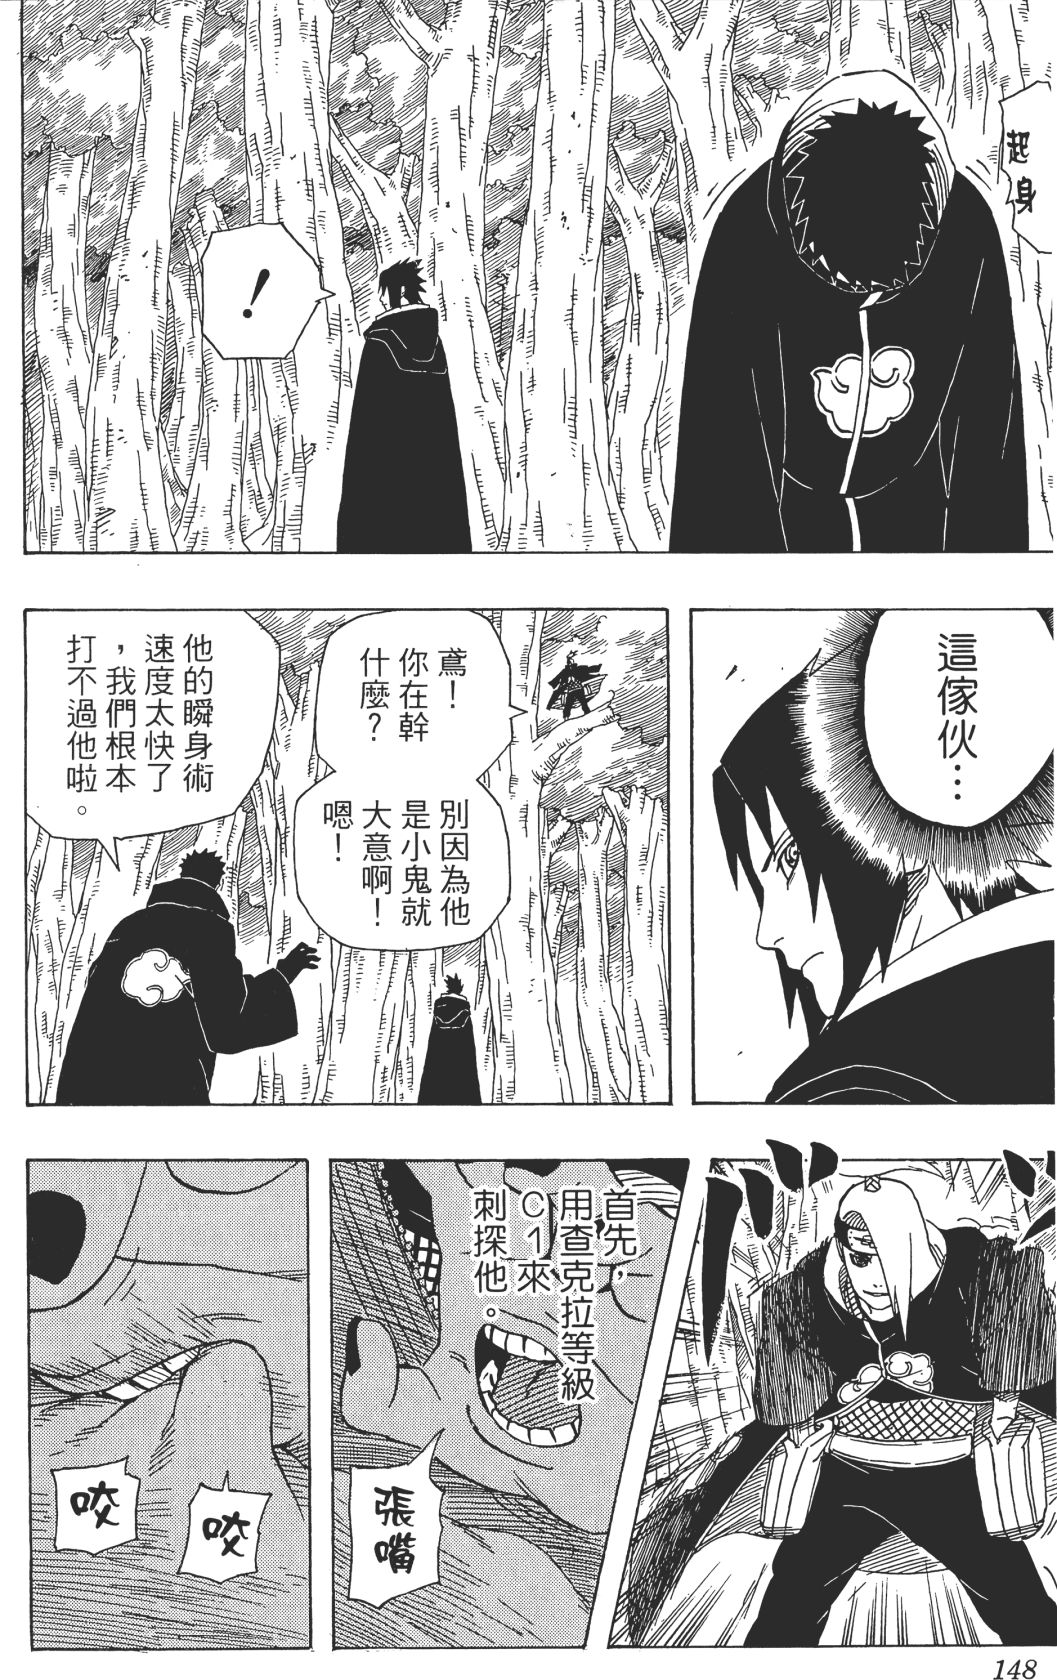 起身
！
這傢伙…
鳶！
你在幹
什麼？
別因為他
是小鬼就
大意啊！
嗯！
他的瞬身術
速度太快了
，我們根本
打不過他啦
。
首先，
用查克拉等級
C1來
刺探他。
張嘴
咬
咬
148